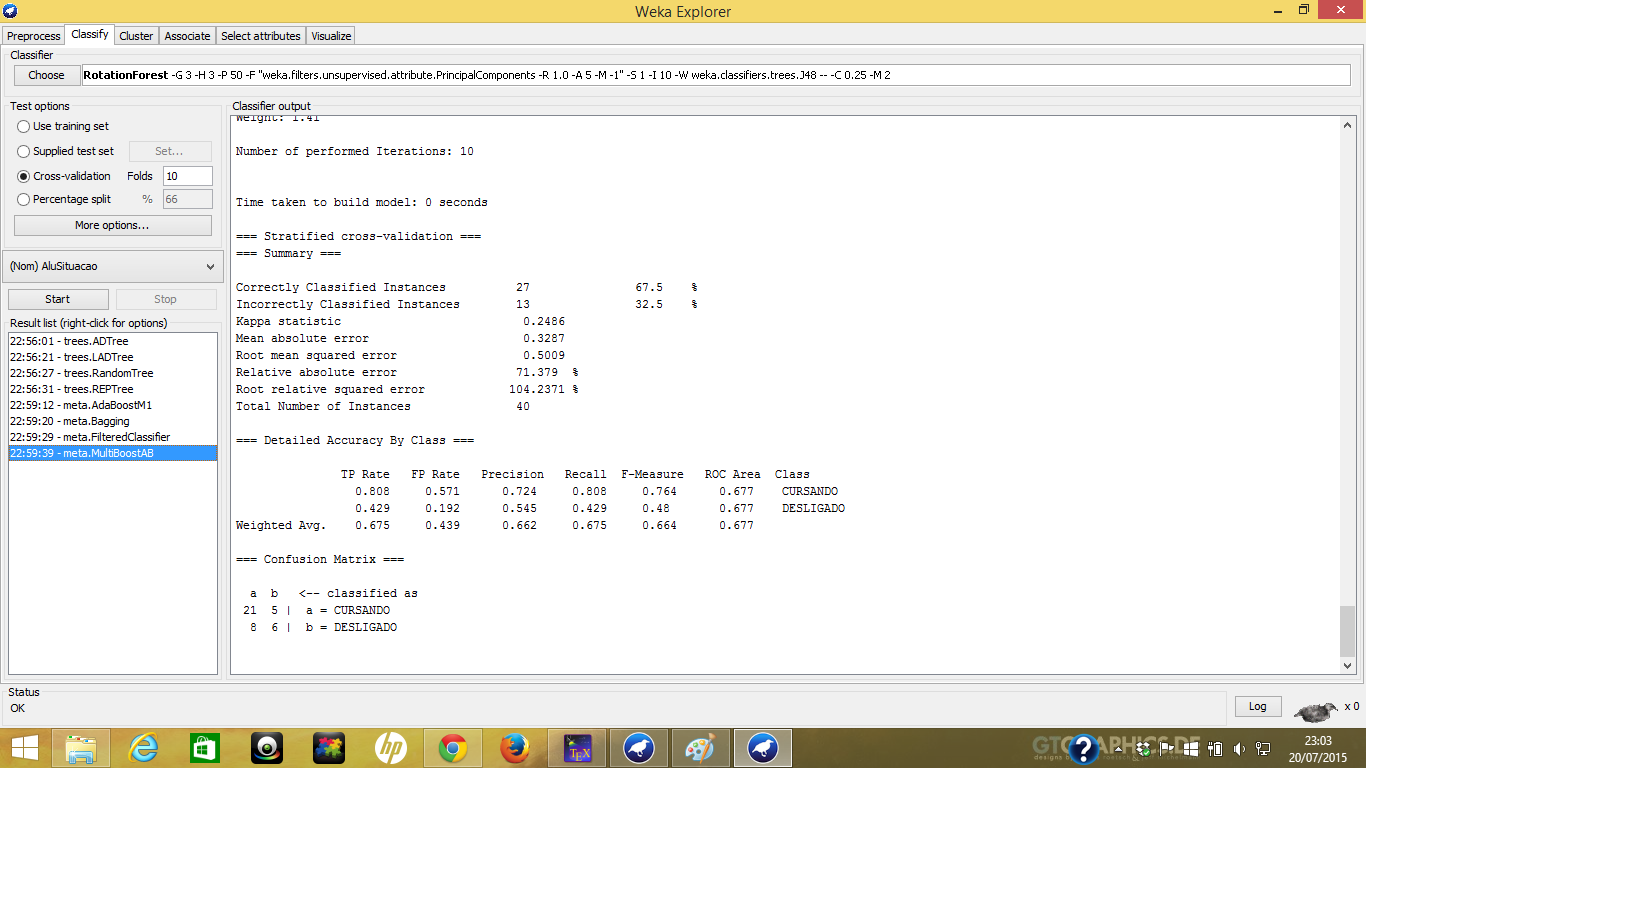 Weka Explorer
Preprocess Classify Cluster Associate Select attributes Visualize
Classifier
Choose RotationForest -G 3 -H 3 -P 50 -F "weka.filters.unsupervised.attribute.PrincipalComponents -R 1.0 -A 5 -M -1" -S 1 -I 10 -W weka.classifiers.trees.J48 -- -C 0.25 -M 2
Test options
Use training set
Supplied test set Set...
Cross-validation Folds 10
Percentage split % 66
More options...
(Nom) AluSituacao
Start Stop
Result list (right-click for options)
22:56:01 - trees.ADTree
22:56:21 - trees.LADTree
22:56:27 - trees.RandomTree
22:56:31 - trees.REPTree
22:59:12 - meta.AdaBoostM1
22:59:20 - meta.Bagging
22:59:29 - meta.FilteredClassifier
22:59:39 - meta.MultiBoostAB
Classifier output
Weight: 1.41
Number of performed Iterations: 10
Time taken to build model: 0 seconds
=== Stratified cross-validation ===
=== Summary ===
Correctly Classified Instances 27 67.5 %
Incorrectly Classified Instances 13 32.5 %
Kappa statistic 0.2486
Mean absolute error 0.3287
Root mean squared error 0.5009
Relative absolute error 71.379 %
Root relative squared error 104.2371 %
Total Number of Instances 40
=== Detailed Accuracy By Class ===
TP Rate FP Rate Precision Recall F-Measure ROC Area Class
0.808 0.571 0.724 0.808 0.764 0.677 CURSANDO
0.429 0.192 0.545 0.429 0.48 0.677 DESLIGADO
Weighted Avg. 0.675 0.439 0.662 0.675 0.664 0.677
=== Confusion Matrix ===
a b <-- classified as
21 5 | a = CURSANDO
8 6 | b = DESLIGADO
Status
OK
Log x 0
hp
TEX
GTGRAPHICS.DE
designs by
23:03
20/07/2015